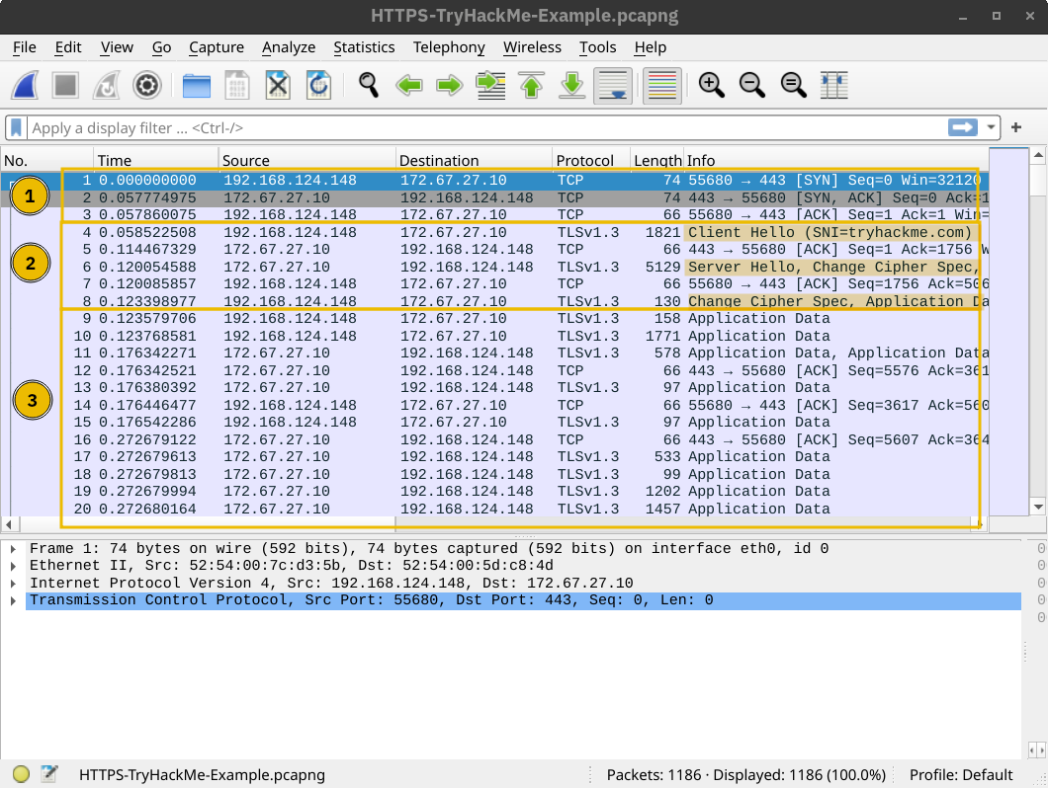 HTTPS-TryHackMe-Example.pcapng
File Edit View Go Capture Analyze Statistics Telephony Wireless Tools Help
Apply a display filter ... <Ctrl-/>
No. Time Source Destination Protocol Length Info
1
1 0.000000000 192.168.124.148 172.67.27.10 TCP 74 55680 → 443 [SYN] Seq=0 Win=32120
2 0.057774975 172.67.27.10 192.168.124.148 TCP 74 443 → 55680 [SYN, ACK] Seq=0 Ack=1
3 0.057860075 192.168.124.148 172.67.27.10 TCP 66 55680 → 443 [ACK] Seq=1 Ack=1 Win=
2
4 0.058522508 192.168.124.148 172.67.27.10 TLSv1.3 1821 Client Hello (SNI=tryhackme.com)
5 0.114467329 172.67.27.10 192.168.124.148 TCP 66 443 → 55680 [ACK] Seq=1 Ack=1756 W
6 0.120054588 172.67.27.10 192.168.124.148 TLSv1.3 5129 Server Hello, Change Cipher Spec,
7 0.120085857 192.168.124.148 172.67.27.10 TCP 66 55680 → 443 [ACK] Seq=1756 Ack=506
8 0.123398977 192.168.124.148 172.67.27.10 TLSv1.3 130 Change Cipher Spec, Application Da
3
9 0.123579706 192.168.124.148 172.67.27.10 TLSv1.3 158 Application Data
10 0.123768581 192.168.124.148 172.67.27.10 TLSv1.3 1771 Application Data
11 0.176342271 172.67.27.10 192.168.124.148 TLSv1.3 578 Application Data, Application Data
12 0.176342521 172.67.27.10 192.168.124.148 TCP 66 443 → 55680 [ACK] Seq=5576 Ack=361
13 0.176380392 172.67.27.10 192.168.124.148 TLSv1.3 97 Application Data
14 0.176446477 192.168.124.148 172.67.27.10 TCP 66 55680 → 443 [ACK] Seq=3617 Ack=560
15 0.176542286 192.168.124.148 172.67.27.10 TLSv1.3 97 Application Data
16 0.272679122 172.67.27.10 192.168.124.148 TCP 66 443 → 55680 [ACK] Seq=5607 Ack=364
17 0.272679613 172.67.27.10 192.168.124.148 TLSv1.3 533 Application Data
18 0.272679813 172.67.27.10 192.168.124.148 TLSv1.3 99 Application Data
19 0.272679994 172.67.27.10 192.168.124.148 TLSv1.3 1202 Application Data
20 0.272680164 172.67.27.10 192.168.124.148 TLSv1.3 1457 Application Data
Frame 1: 74 bytes on wire (592 bits), 74 bytes captured (592 bits) on interface eth0, id 0
Ethernet II, Src: 52:54:00:7c:d3:5b, Dst: 52:54:00:5d:c8:4d
Internet Protocol Version 4, Src: 192.168.124.148, Dst: 172.67.27.10
Transmission Control Protocol, Src Port: 55680, Dst Port: 443, Seq: 0, Len: 0
0
0
0
0
0
HTTPS-TryHackMe-Example.pcapng
Packets: 1186 · Displayed: 1186 (100.0%)
Profile: Default